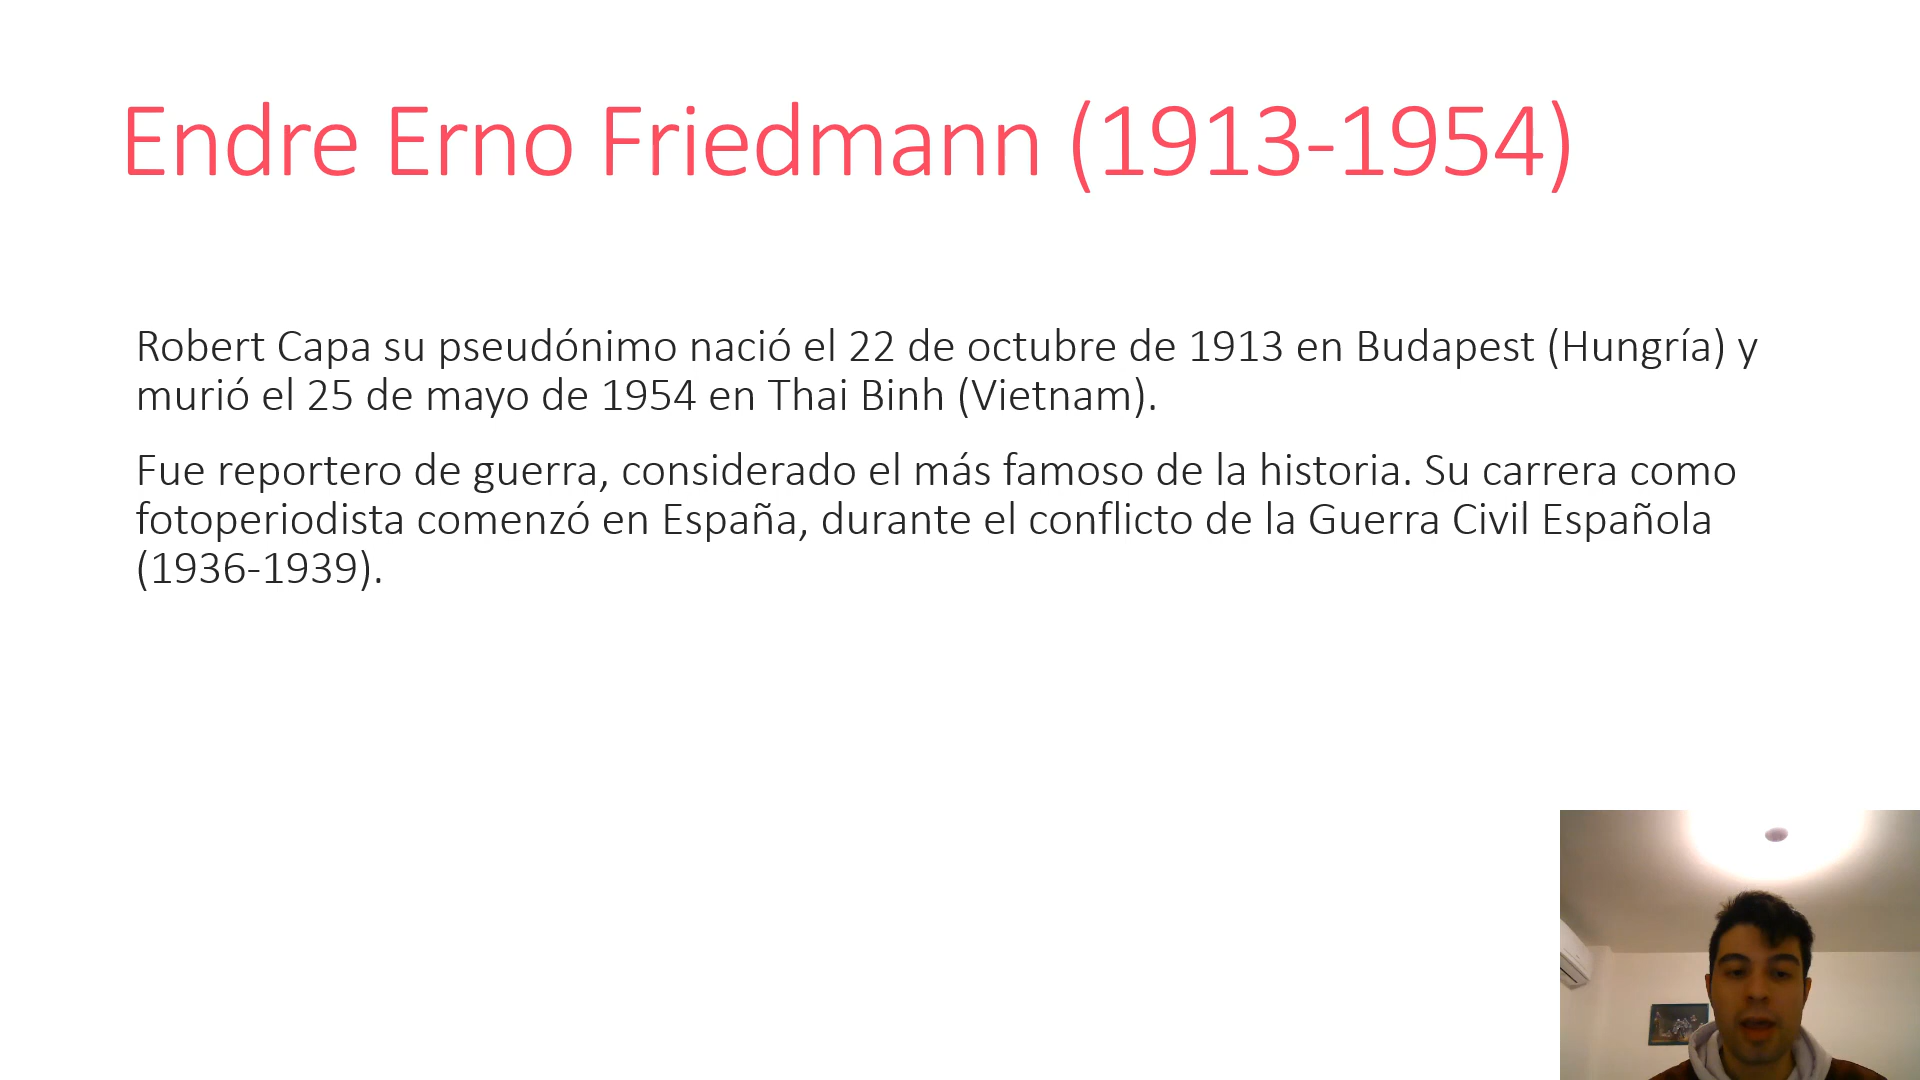 Endre Erno Friedmann (1913-1954)
Robert Capa su pseudónimo nació el 22 de octubre de 1913 en Budapest (Hungría) y
murió el 25 de mayo de 1954 en Thai Binh (Vietnam).
Fue reportero de guerra, considerado el más famoso de la historia. Su carrera como
fotoperiodista comenzó en España, durante el conflicto de la Guerra Civil Española
(1936-1939).